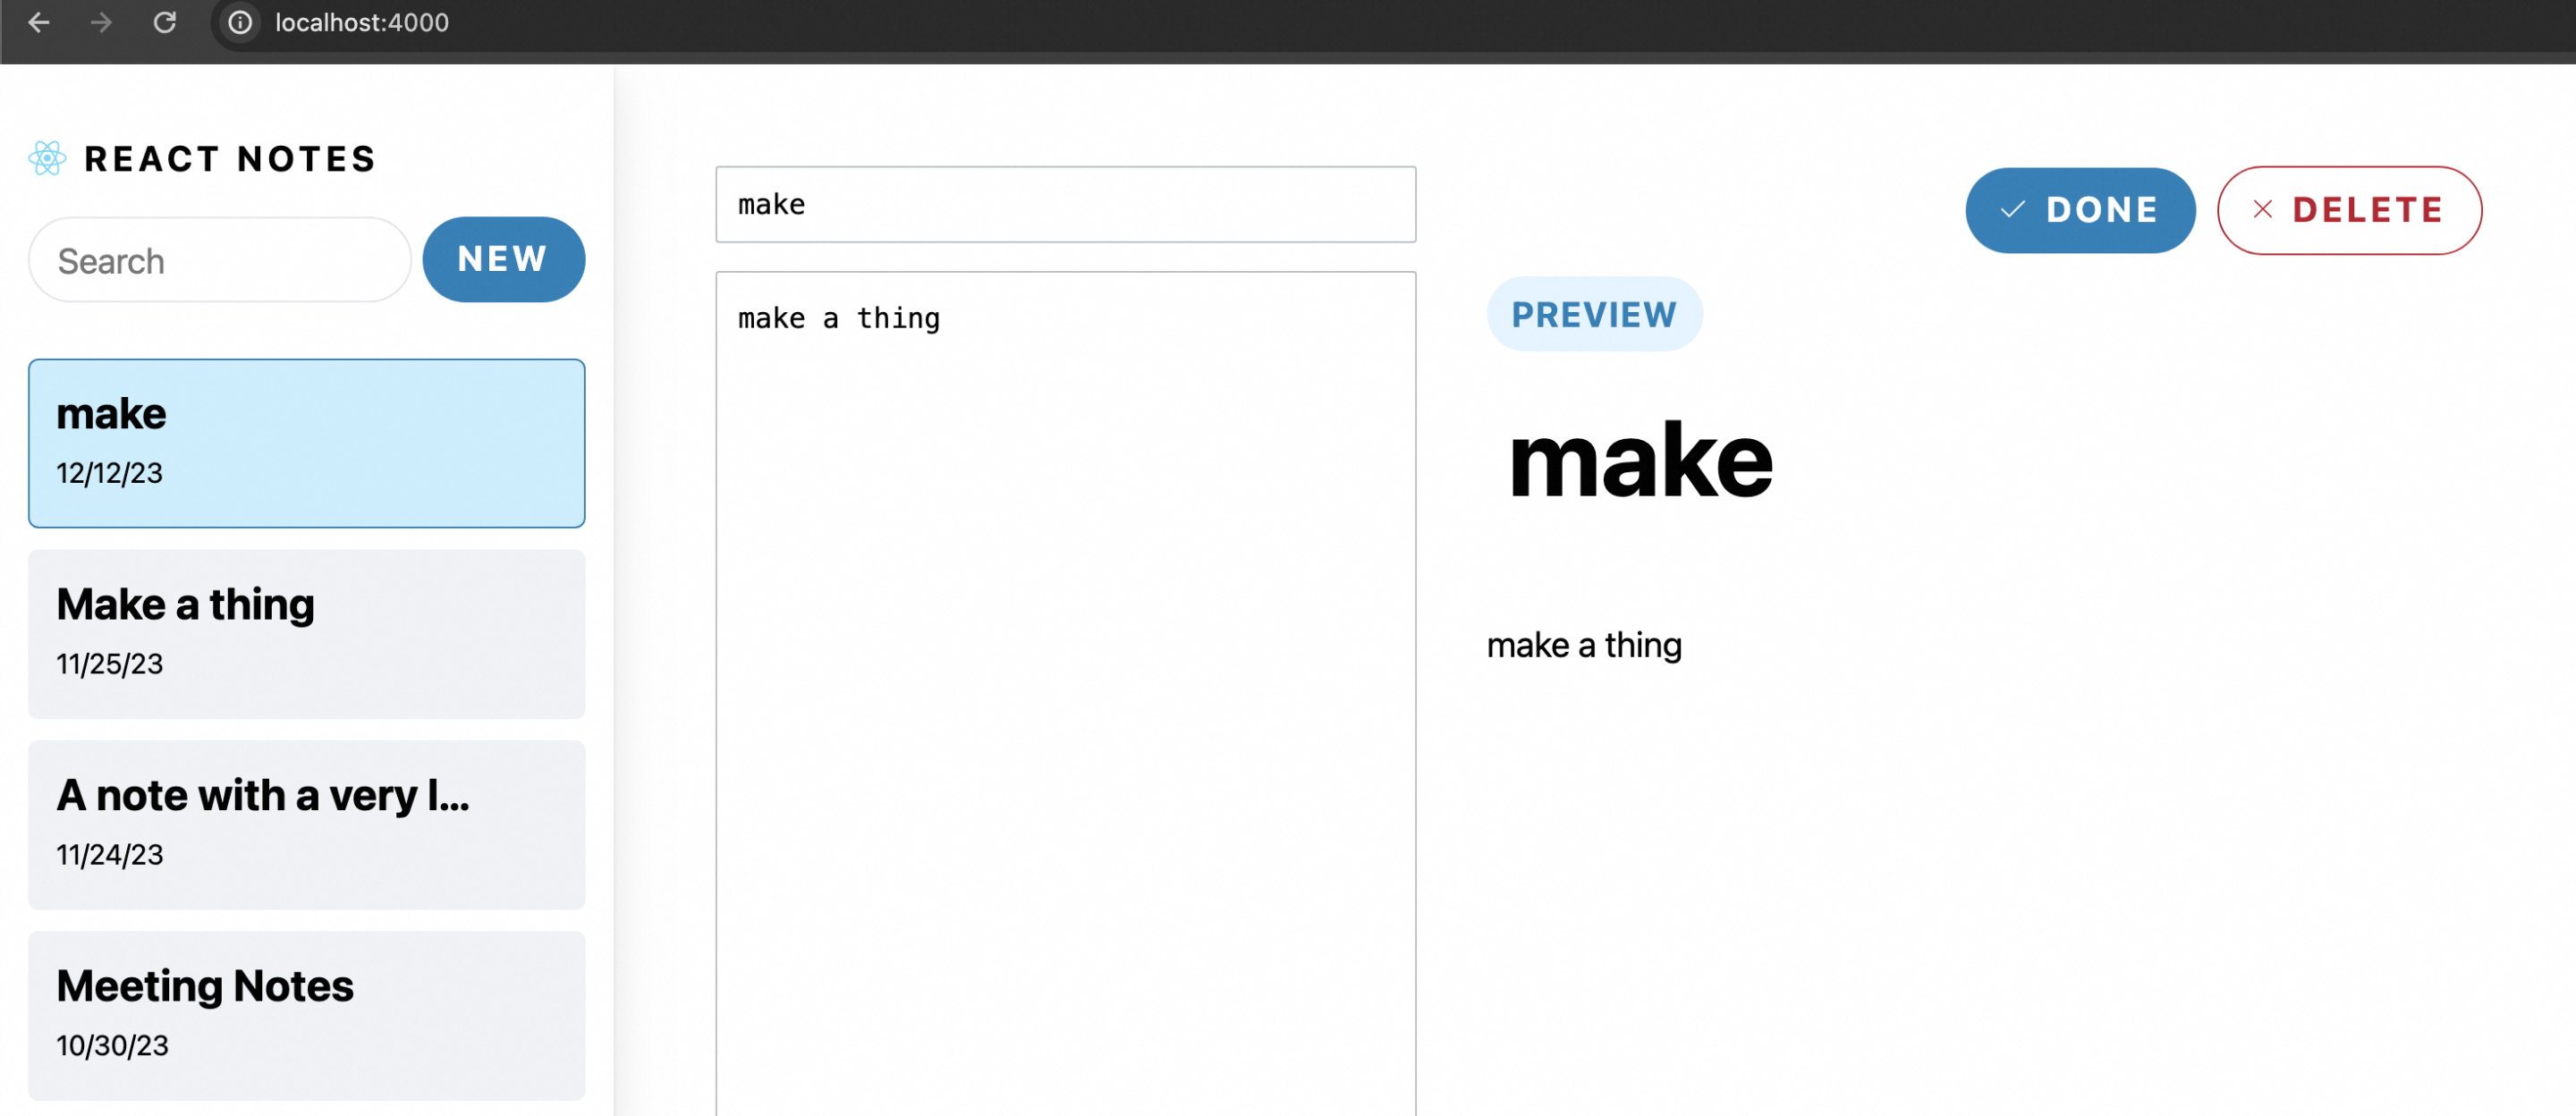 localhost:4000
REACT NOTES
Search
NEW
make
12/12/23
Make a thing
11/25/23
A note with a very l...
11/24/23
Meeting Notes
10/30/23
make
make a thing
DONE
DELETE
PREVIEW
make
make a thing